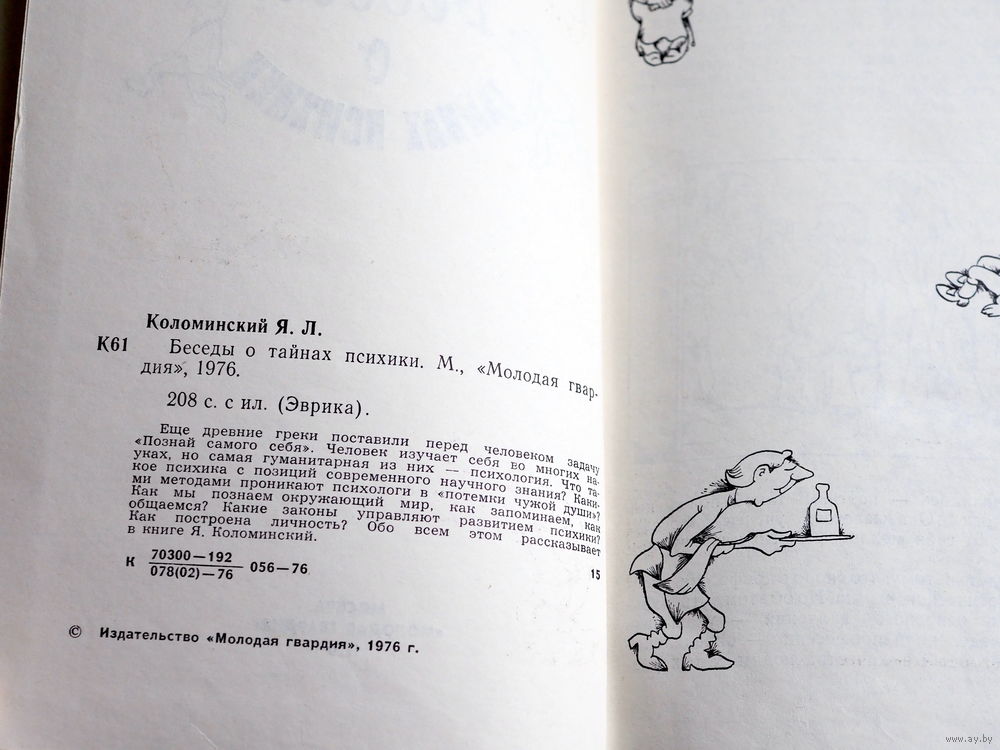 Коломинский Я. Л.
К61 Беседы о тайнах психики. М., «Молодая гвар-
дия», 1976.
208 с. с ил. (Эврика).
Еще древние греки поставили перед человеком задачу
«Познай самого себя». Человек изучает себя во многих на-
уках, но самая гуманитарная из них — психология. Что та-
кое психика с позиций современного научного знания? Каки-
ми методами проникают психологи в «потемки чужой души»?
Как мы познаем окружающий мир, как запоминаем, как
общаемся? Какие законы управляют развитием психики?
Как построена личность? Обо всем этом рассказывает
в книге Я. Коломинский.
К 70300—192
078(02)—76 056—76
15
© Издательство «Молодая гвардия», 1976 г.
www.ay.by